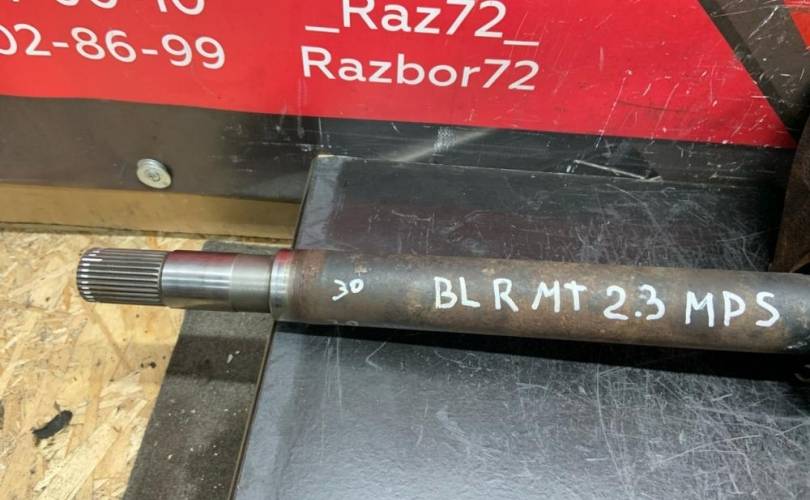 02-86-99
_Raz72_
Razbor72
30
BL R MT 2.3 MPS